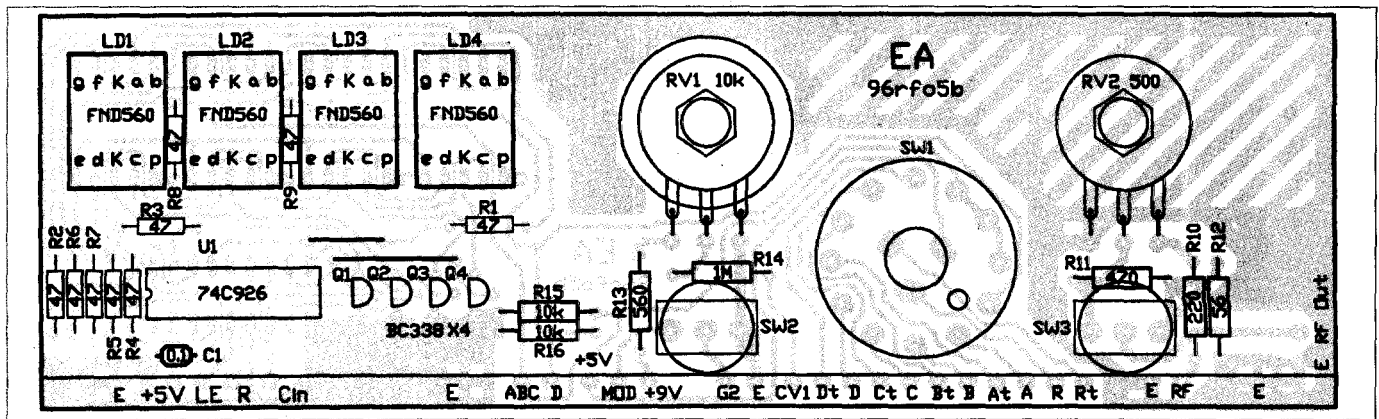 LD1 LD2 LD3 LD4
g f K a b g f K a b g f K a b g f K a b
FND560 FND560 FND560 FND560
47 47
e d K c p e d K c p e d K c p e d K c p
R8 R9
RV1 10k
EA
96rfo5b
RV2 500
SW1
R3
47
R1
47
R2 R6 R7
47 47 47 47 47
R5 R4
U1
74C926
0.1 C1
Q1 Q2 Q3 Q4
BC338 X4
R15
10k
10k
R16
+5V
R13
560
R14
1M
SW2
R11
470
SW3
R10 R12
220 56
E RF Out
E +5V LE R Cin E ABC D MOD +9V G2 E CV1 Dt D Ct C Bt B At A R Rt E RF E